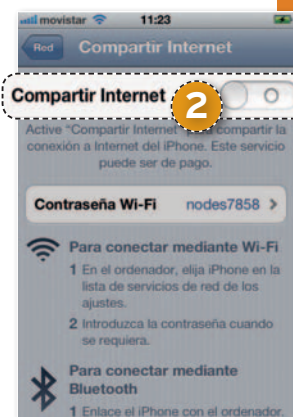 movistar 11:23
Red Compartir Internet
Compartir Internet 2
Active "Compartir Internet" compartir la
conexión a Internet del iPhone. Este servicio
puede ser de pago.
Contraseña Wi-Fi nodes7858 >
Para conectar mediante Wi-Fi
1 En el ordenador, elija iPhone en la
lista de servicios de red de los
ajustes.
2 Introduzca la contraseña cuando
se requiera.
Para conectar mediante
Bluetooth
1 Enlace el iPhone con el ordenador.